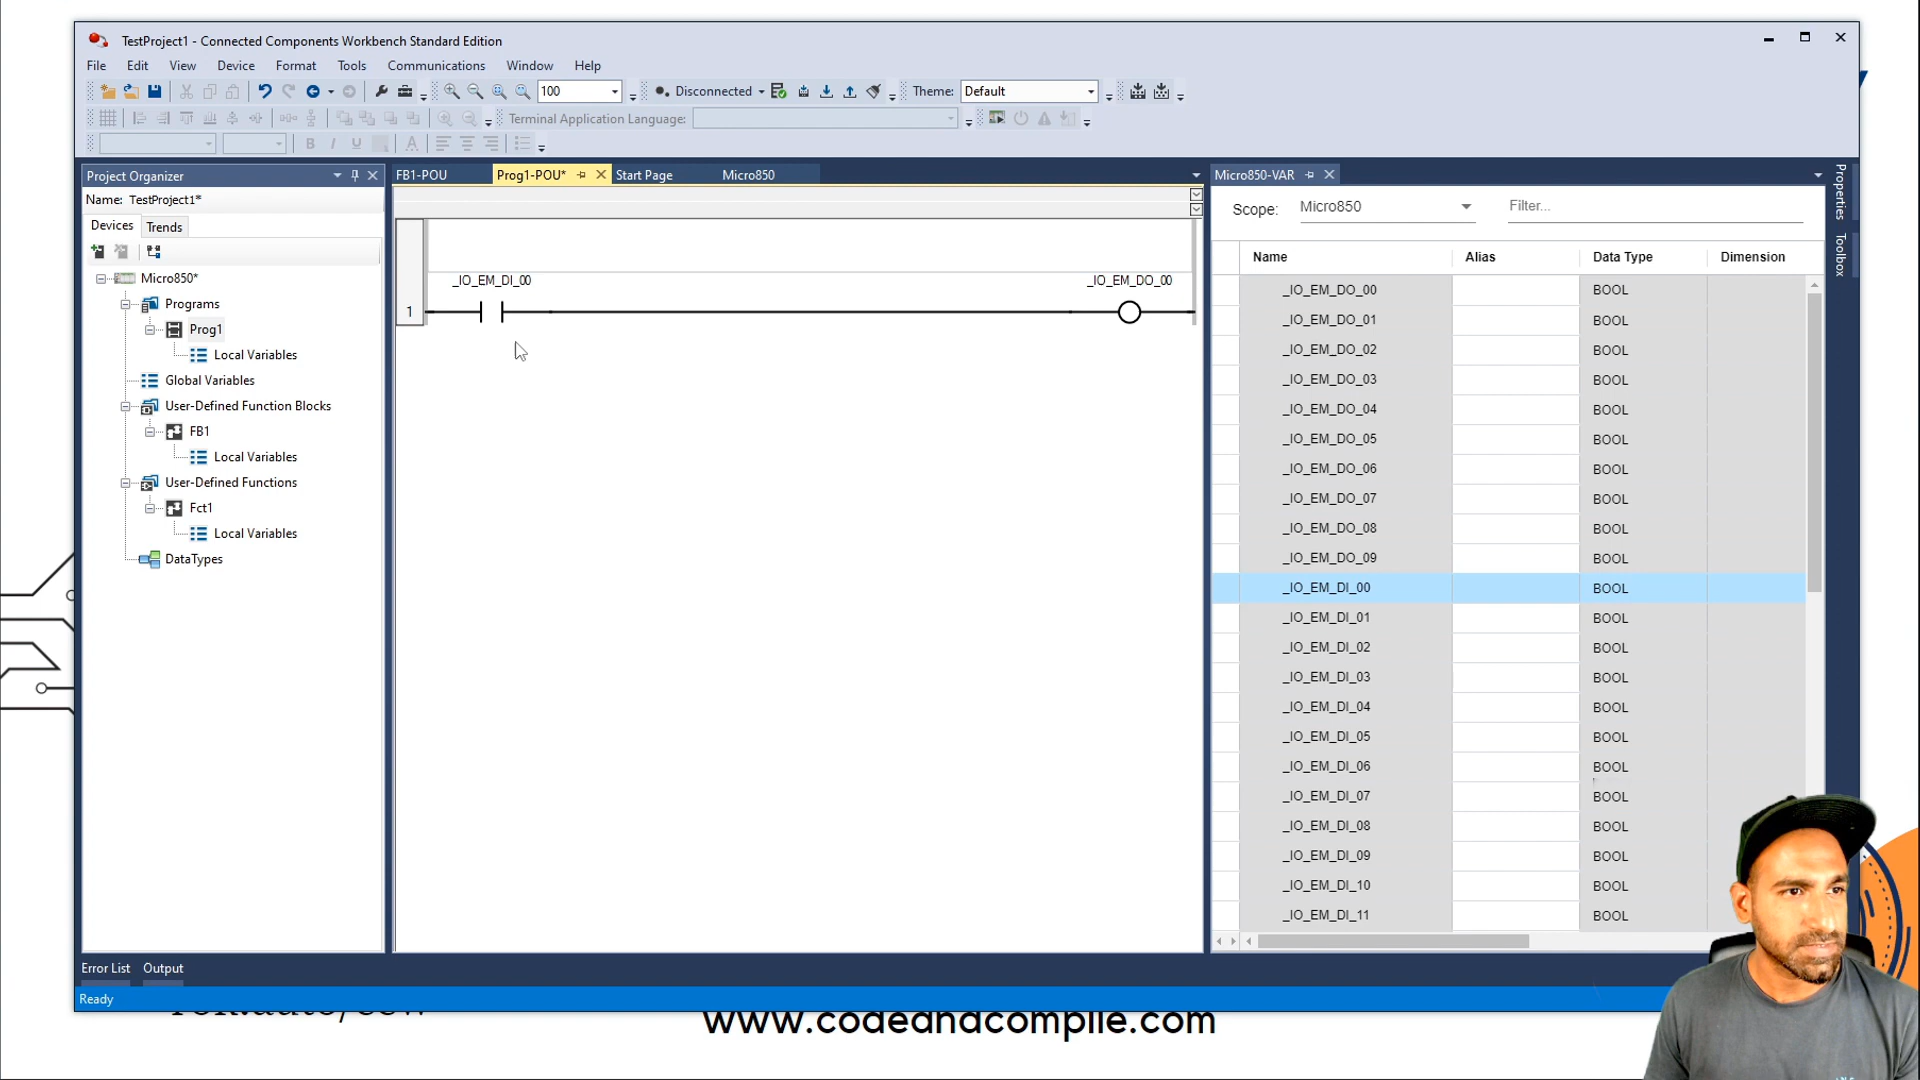 TestProject1 - Connected Components Workbench Standard Edition
File Edit View Device Format Tools Communications Window Help
100 Disconnected Theme: Default
Terminal Application Language:
B I U A
Project Organizer
Name: TestProject1*
Devices Trends
Micro850*
Programs
Prog1
Local Variables
Global Variables
User-Defined Function Blocks
FB1
Local Variables
User-Defined Functions
Fct1
Local Variables
DataTypes
FB1-POU Prog1-POU* Start Page Micro850
_IO_EM_DI_00 _IO_EM_DO_00
1
Micro850-VAR
Scope: Micro850 Filter...
Name Alias Data Type Dimension
_IO_EM_DO_00 BOOL
_IO_EM_DO_01 BOOL
_IO_EM_DO_02 BOOL
_IO_EM_DO_03 BOOL
_IO_EM_DO_04 BOOL
_IO_EM_DO_05 BOOL
_IO_EM_DO_06 BOOL
_IO_EM_DO_07 BOOL
_IO_EM_DO_08 BOOL
_IO_EM_DO_09 BOOL
_IO_EM_DI_00 BOOL
_IO_EM_DI_01 BOOL
_IO_EM_DI_02 BOOL
_IO_EM_DI_03 BOOL
_IO_EM_DI_04 BOOL
_IO_EM_DI_05 BOOL
_IO_EM_DI_06 BOOL
_IO_EM_DI_07 BOOL
_IO_EM_DI_08 BOOL
_IO_EM_DI_09 BOOL
_IO_EM_DI_10 BOOL
_IO_EM_DI_11 BOOL
Properties
Toolbox
Error List Output
Ready
www.codeandcompile.com